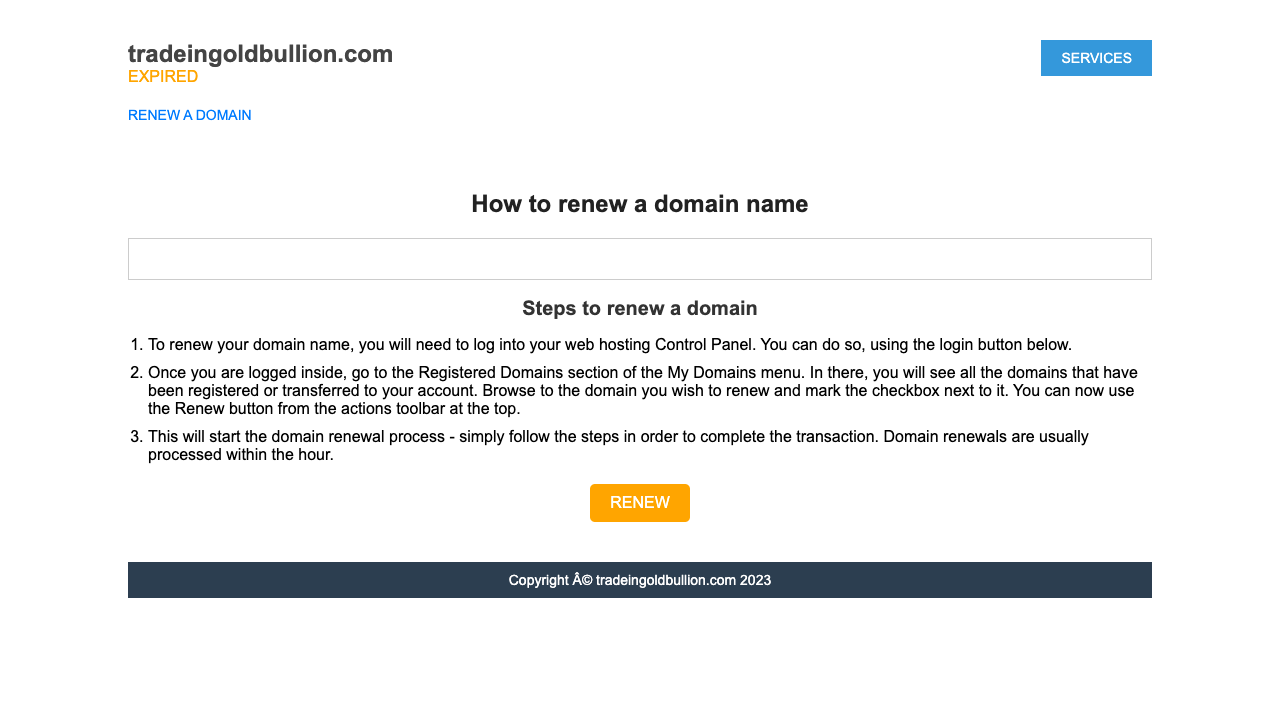 tradeingoldbullion.com
EXPIRED
SERVICES
RENEW A DOMAIN
How to renew a domain name
Steps to renew a domain
1. To renew your domain name, you will need to log into your web hosting Control Panel. You can do so, using the login button below.
2. Once you are logged inside, go to the Registered Domains section of the My Domains menu. In there, you will see all the domains that have
been registered or transferred to your account. Browse to the domain you wish to renew and mark the checkbox next to it. You can now use
the Renew button from the actions toolbar at the top.
3. This will start the domain renewal process - simply follow the steps in order to complete the transaction. Domain renewals are usually
processed within the hour.
RENEW
Copyright Â© tradeingoldbullion.com 2023